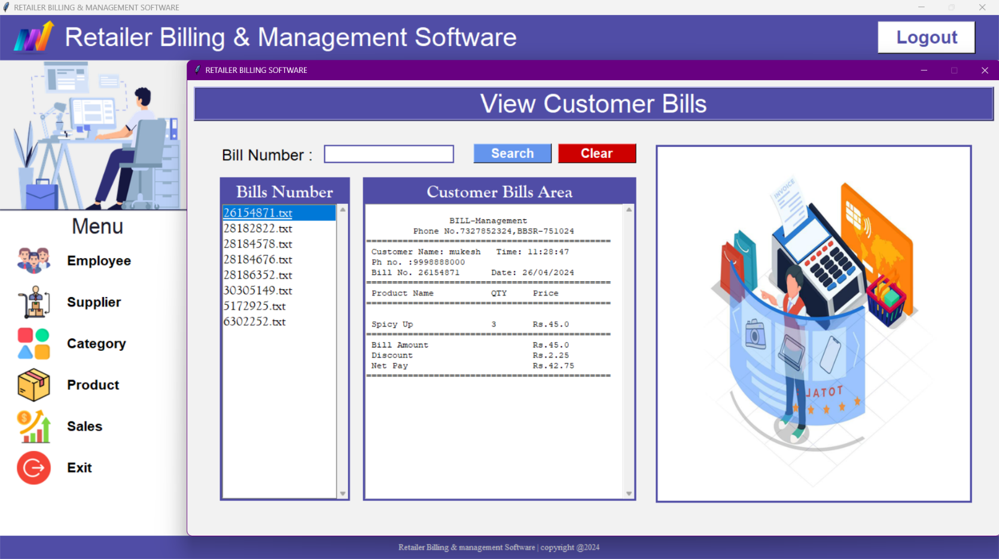 RETAILER BILLING & MANAGEMENT SOFTWARE
Retailer Billing & Management Software
Logout
RETAILER BILLING SOFTWARE
View Customer Bills
Bill Number :
Search
Clear
Bills Number
26154871.txt
28182822.txt
28184578.txt
28184676.txt
28186352.txt
30305149.txt
5172925.txt
6302252.txt
Customer Bills Area
BILL-Management
Phone No.7327852324,BBSR-751024
===============================================
Customer Name: mukesh Time: 11:28:47
Ph no. :9998888000
Bill No. 26154871 Date: 26/04/2024
===============================================
Product Name QTY Price
===============================================
Spicy Up 3 Rs.45.0
===============================================
Bill Amount Rs.45.0
Discount Rs.2.25
Net Pay Rs.42.75
===============================================
INVOICE
TOTAL
Menu
Employee
Supplier
Category
Product
Sales
Exit
Retailer Billing & management Software | copyright @2024